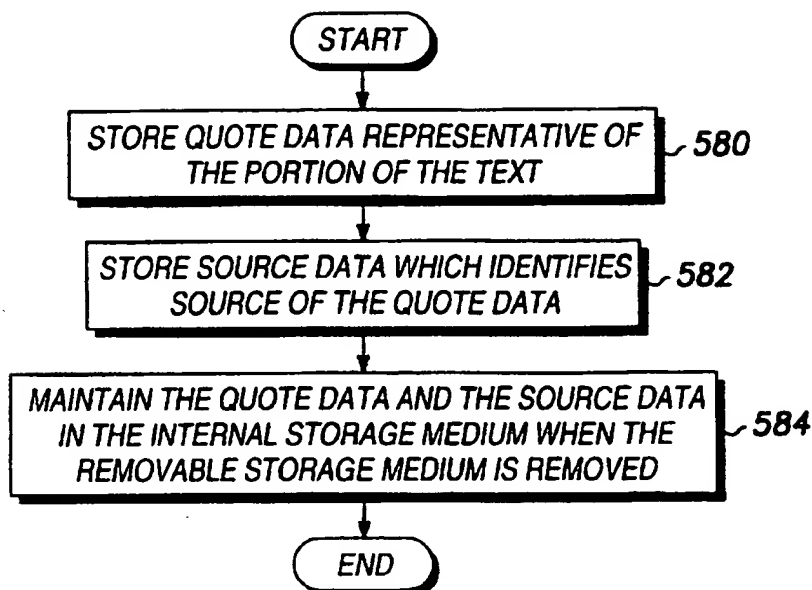 START
STORE QUOTE DATA REPRESENTATIVE OF
THE PORTION OF THE TEXT
580
STORE SOURCE DATA WHICH IDENTIFIES
SOURCE OF THE QUOTE DATA
582
MAINTAIN THE QUOTE DATA AND THE SOURCE DATA
IN THE INTERNAL STORAGE MEDIUM WHEN THE
REMOVABLE STORAGE MEDIUM IS REMOVED
584
END